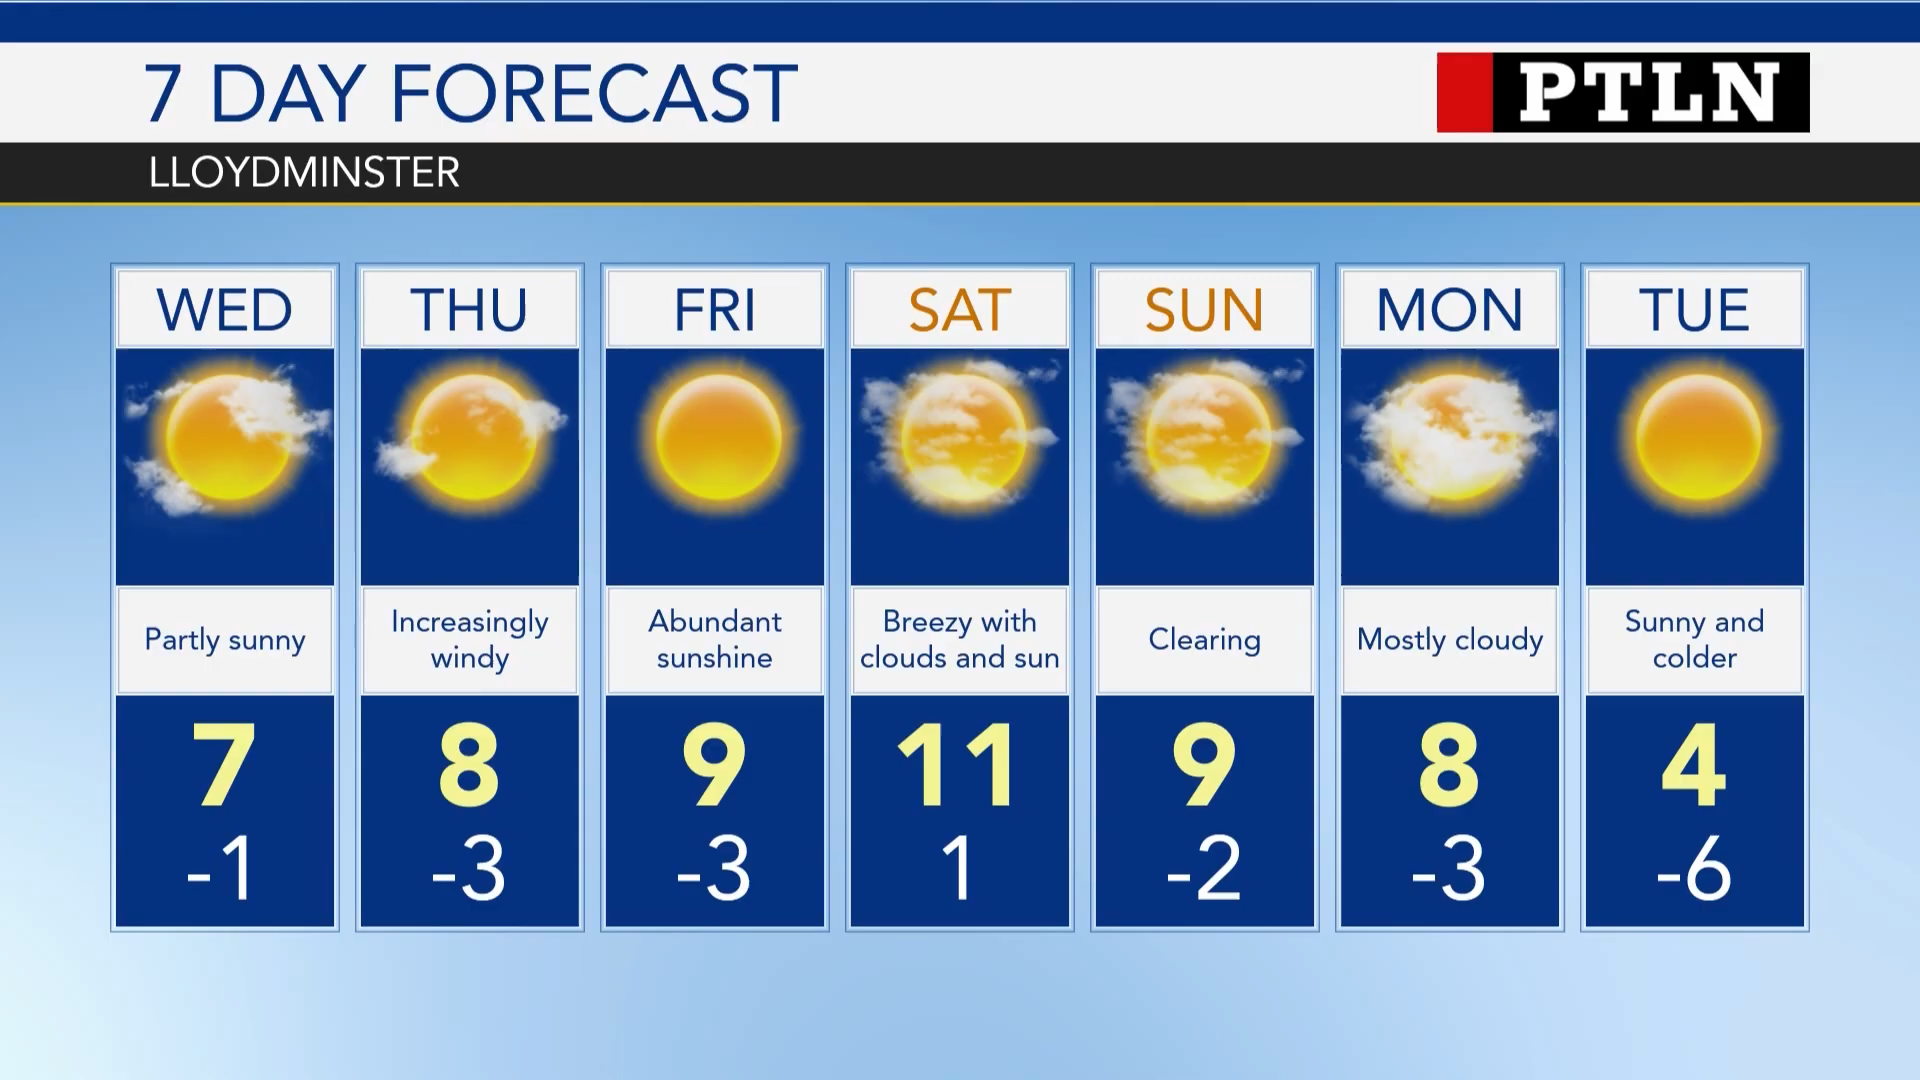 7 DAY FORECAST
PTLN
LLOYDMINSTER
WED
THU
FRI
SAT
SUN
MON
TUE
Partly sunny
Increasingly
windy
Abundant
sunshine
Breezy with
clouds and sun
Clearing
Mostly cloudy
Sunny and
colder
7
8
9
11
9
8
4
-1
-3
-3
1
-2
-3
-6